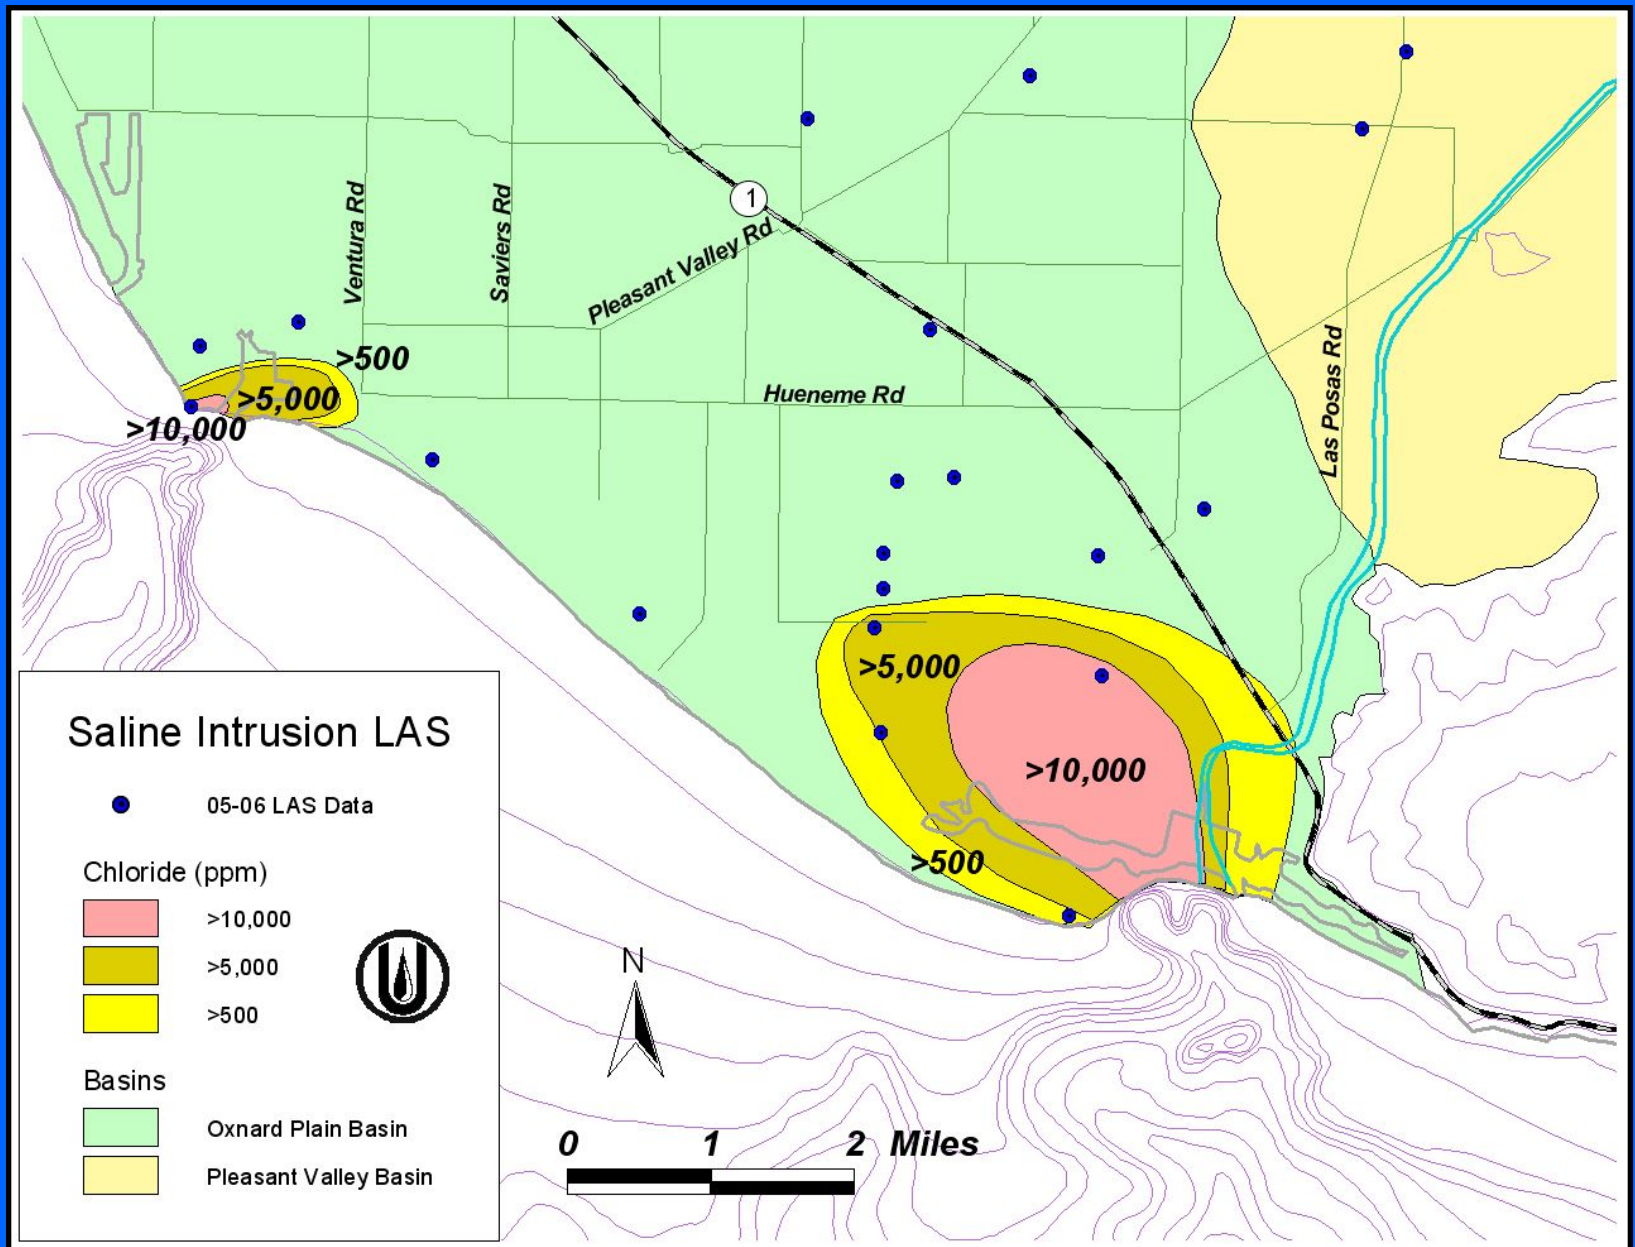 1
Ventura Rd
Saviers Rd
Pleasant Valley Rd
>500
>5,000
>10,000
Hueneme Rd
Las Posas Rd
>5,000
>10,000
>500
Saline Intrusion LAS
05-06 LAS Data
Chloride (ppm)
>10,000
>5,000
>500
U
Basins
Oxnard Plain Basin
Pleasant Valley Basin
N
0 1 2 Miles